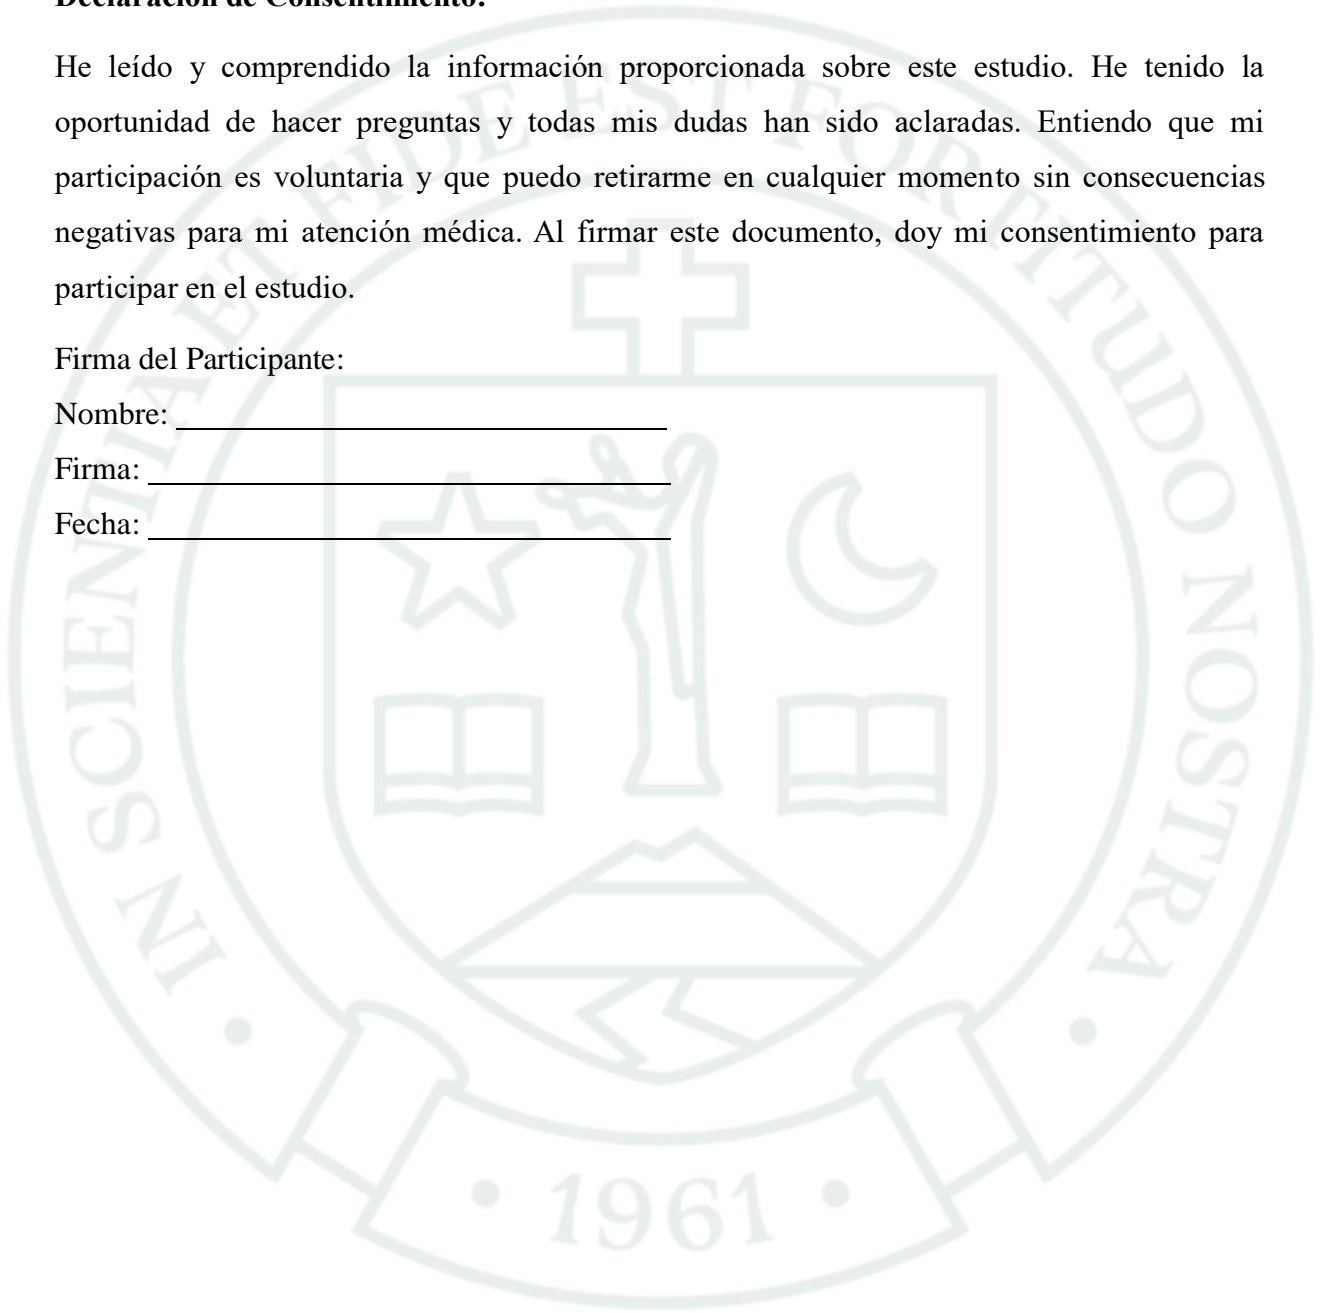 Declaración de Consentimiento:
He leído y comprendido la información proporcionada sobre este estudio. He tenido la
oportunidad de hacer preguntas y todas mis dudas han sido aclaradas. Entiendo que mi
participación es voluntaria y que puedo retirarme en cualquier momento sin consecuencias
negativas para mi atención médica. Al firmar este documento, doy mi consentimiento para
participar en el estudio.
Firma del Participante:
Nombre:
Firma:
Fecha:
IN SCIENTIA ET FIDE EST FORTITUDO NOSTRA
• 1961 •